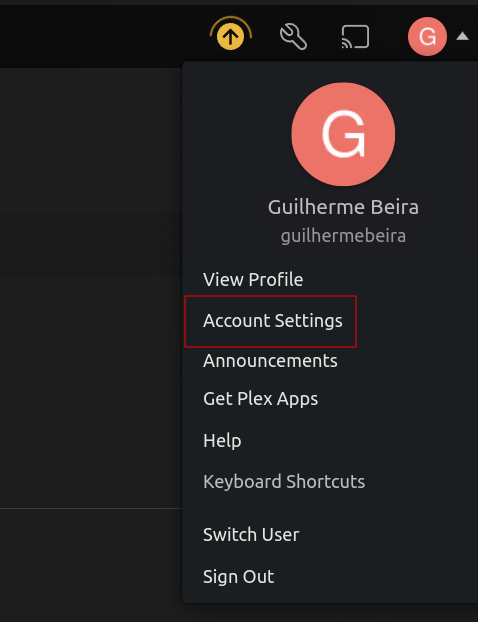 G
G
Guilherme Beira
guilhermebeira
View Profile
Account Settings
Announcements
Get Plex Apps
Help
Keyboard Shortcuts
Switch User
Sign Out